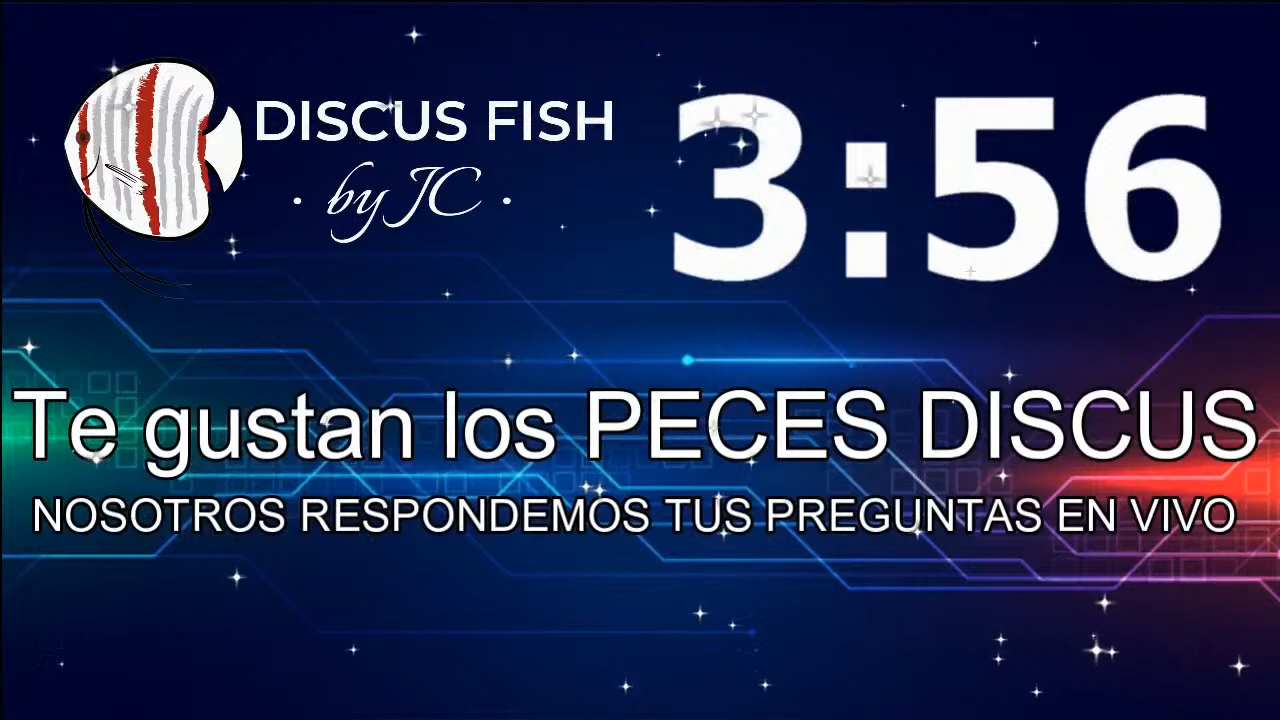 DISCUS FISH
· by JC ·
3:56
Te gustan los PECES DISCUS
NOSOTROS RESPONDEMOS TUS PREGUNTAS EN VIVO